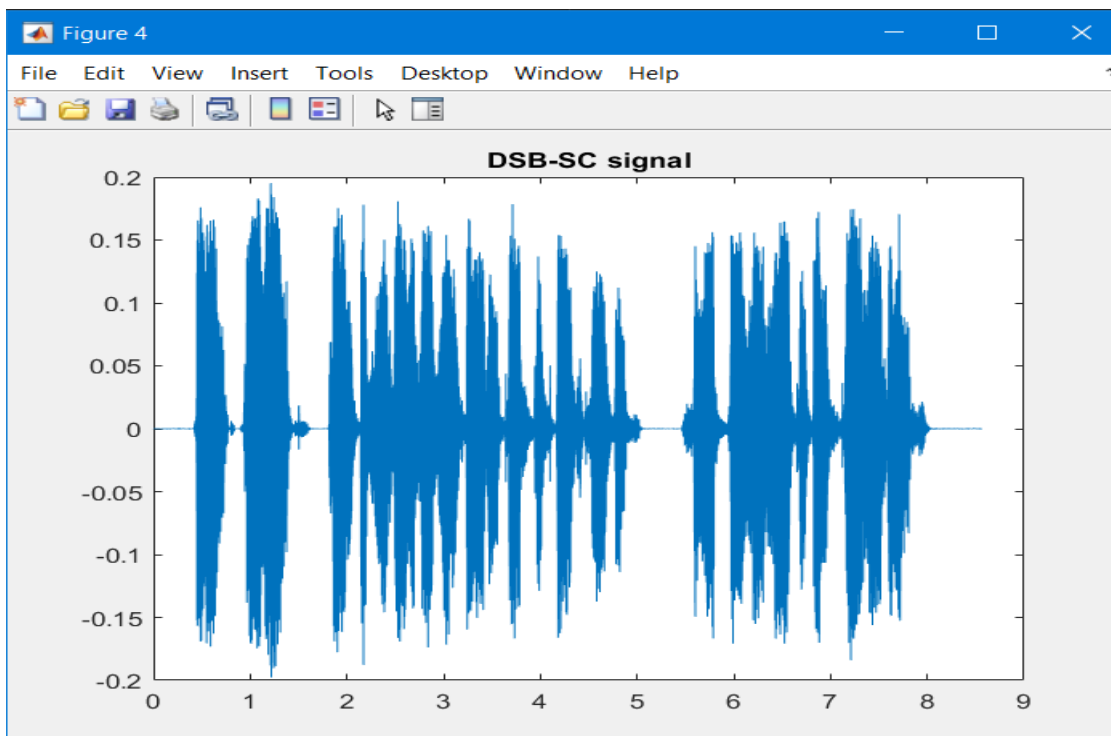 Figure 4
File Edit View Insert Tools Desktop Window Help
DSB-SC signal
0.2
0.15
0.1
0.05
0
-0.05
-0.1
-0.15
-0.2
0 1 2 3 4 5 6 7 8 9